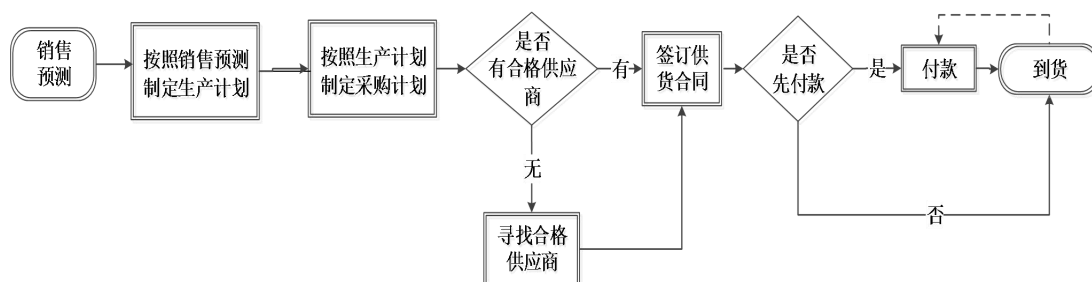 销售
预测
按照销售预测
制定生产计划
按照生产计划
制定采购计划
是否
有合格供应
商
有
无
寻找合格
供应商
签订供
货合同
是否
先付款
是
否
付款
到货